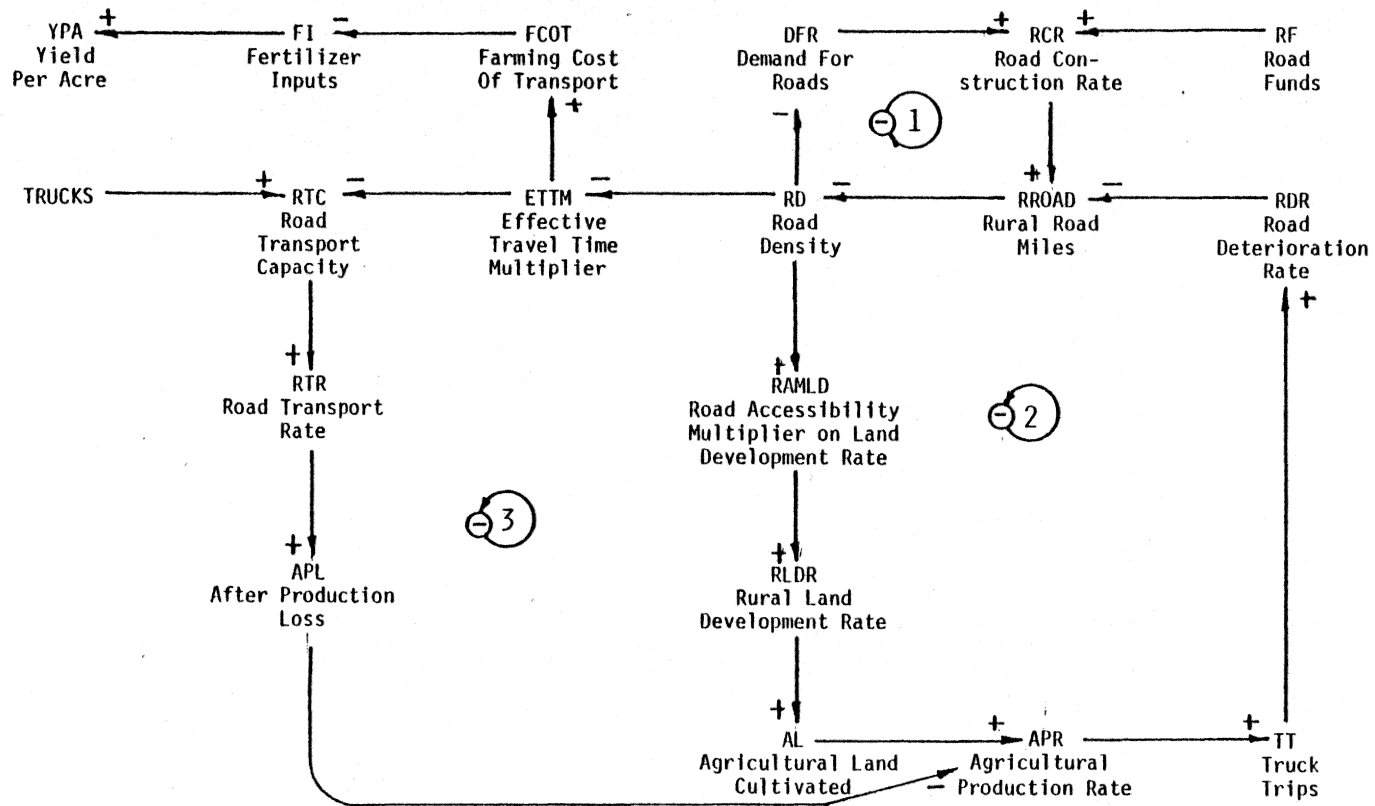 YPA
Yield
Per Acre
+
FI
Fertilizer
Inputs
−
FCOT
Farming Cost
Of Transport
+
DFR
Demand For
Roads
−
+
RCR
Road Con-
struction Rate
+
RF
Road
Funds
− 1
TRUCKS
+
RTC
Road
Transport
Capacity
−
ETTM
Effective
Travel Time
Multiplier
−
RD
Road
Density
−
+
RROAD
Rural Road
Miles
−
RDR
Road
Deterioration
Rate
+
+
RTR
Road Transport
Rate
+
RAMLD
Road Accessibility
Multiplier on Land
Development Rate
− 2
− 3
+
APL
After Production
Loss
+
RLDR
Rural Land
Development Rate
+
AL
Agricultural Land
Cultivated
+
APR
Agricultural
− Production Rate
+
TT
Truck
Trips